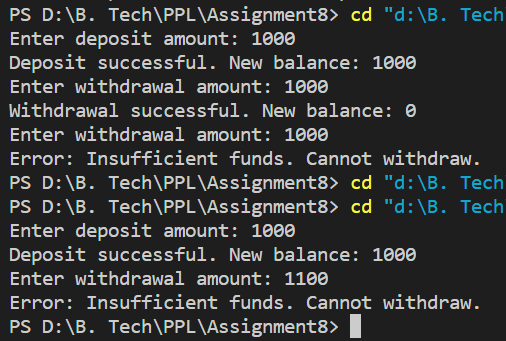 PS D:\B. Tech\PPL\Assignment8> cd "d:\B. Tech
Enter deposit amount: 1000
Deposit successful. New balance: 1000
Enter withdrawal amount: 1000
Withdrawal successful. New balance: 0
Enter withdrawal amount: 1000
Error: Insufficient funds. Cannot withdraw.
PS D:\B. Tech\PPL\Assignment8> cd "d:\B. Tech
PS D:\B. Tech\PPL\Assignment8> cd "d:\B. Tech
Enter deposit amount: 1000
Deposit successful. New balance: 1000
Enter withdrawal amount: 1100
Error: Insufficient funds. Cannot withdraw.
PS D:\B. Tech\PPL\Assignment8>